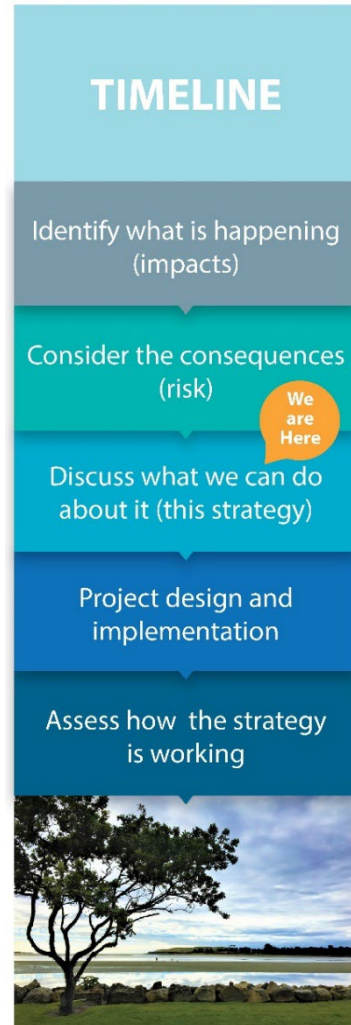 TIMELINE
Identify what is happening
(impacts)
Consider the consequences
(risk)
We
are
Here
Discuss what we can do
about it (this strategy)
Project design and
implementation
Assess how the strategy
is working